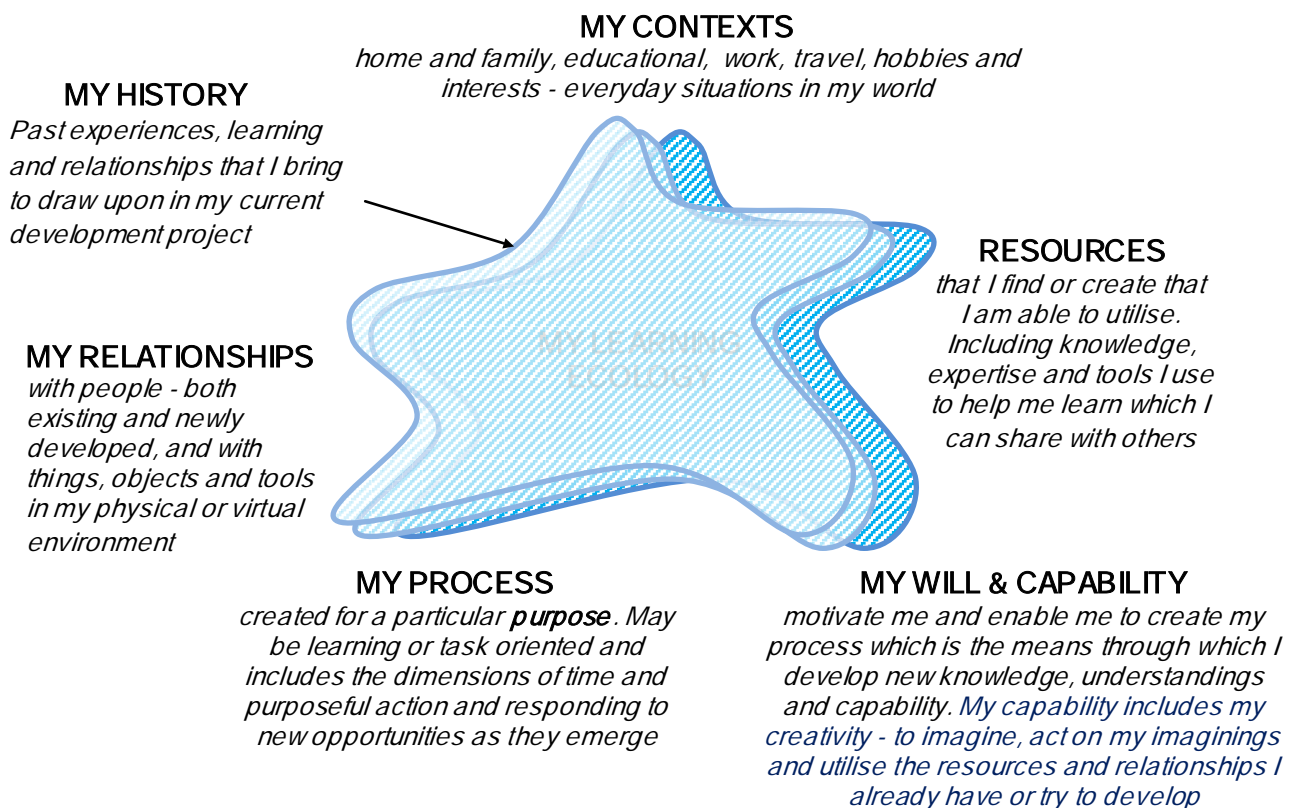 MY CONTEXTS
home and family, educational, work, travel, hobbies and
interests - everyday situations in my world
MY HISTORY
Past experiences, learning
and relationships that I bring
to draw upon in my current
development project
RESOURCES
that I find or create that
I am able to utilise.
Including knowledge,
expertise and tools I use
to help me learn which I
can share with others
MY LEARNING
ECOLOGY
MY RELATIONSHIPS
with people - both
existing and newly
developed, and with
things, objects and tools
in my physical or virtual
environment
MY PROCESS
created for a particular purpose. May
be learning or task oriented and
includes the dimensions of time and
purposeful action and responding to
new opportunities as they emerge
MY WILL & CAPABILITY
motivate me and enable me to create my
process which is the means through which I
develop new knowledge, understandings
and capability. My capability includes my
creativity - to imagine, act on my imaginings
and utilise the resources and relationships I
already have or try to develop